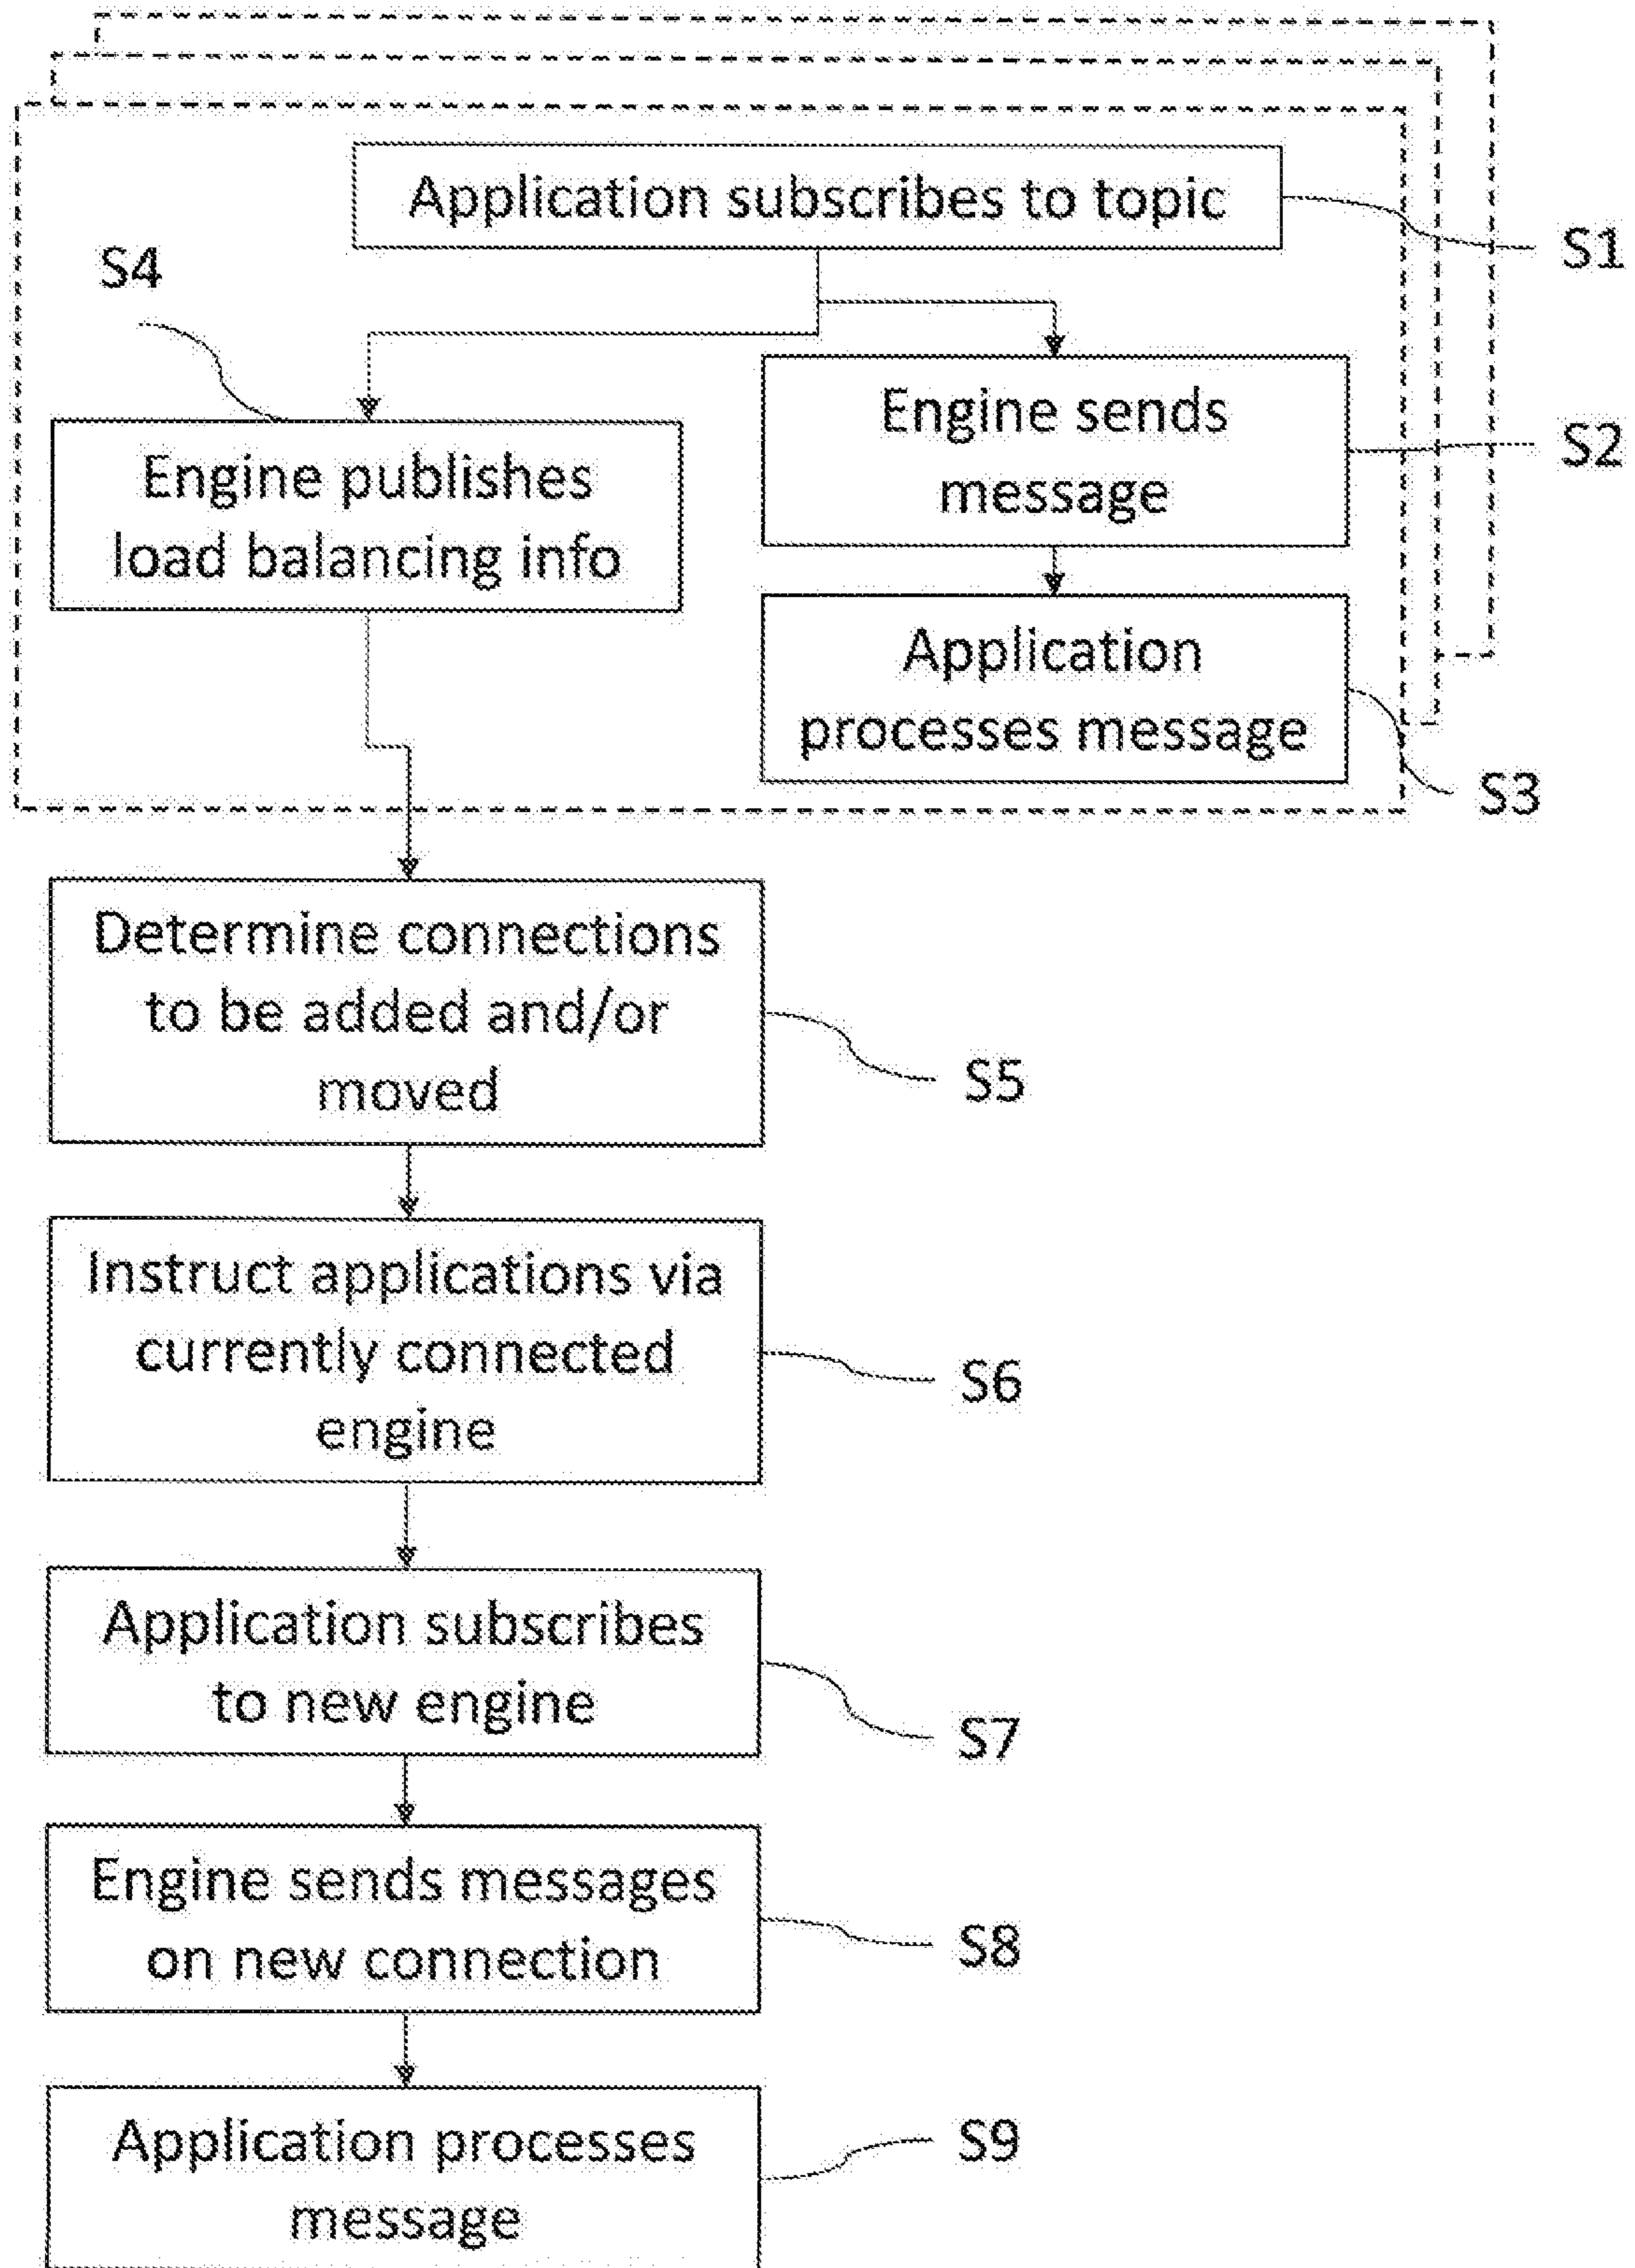 Application subscribes to topic
S1
S4
Engine sends
message
S2
Engine publishes
load balancing info
Application
processes message
S3
Determine connections
to be added and/or
moved
S5
Instruct applications via
currently connected
engine
S6
Application subscribes
to new engine
S7
Engine sends messages
on new connection
S8
Application processes
message
S9